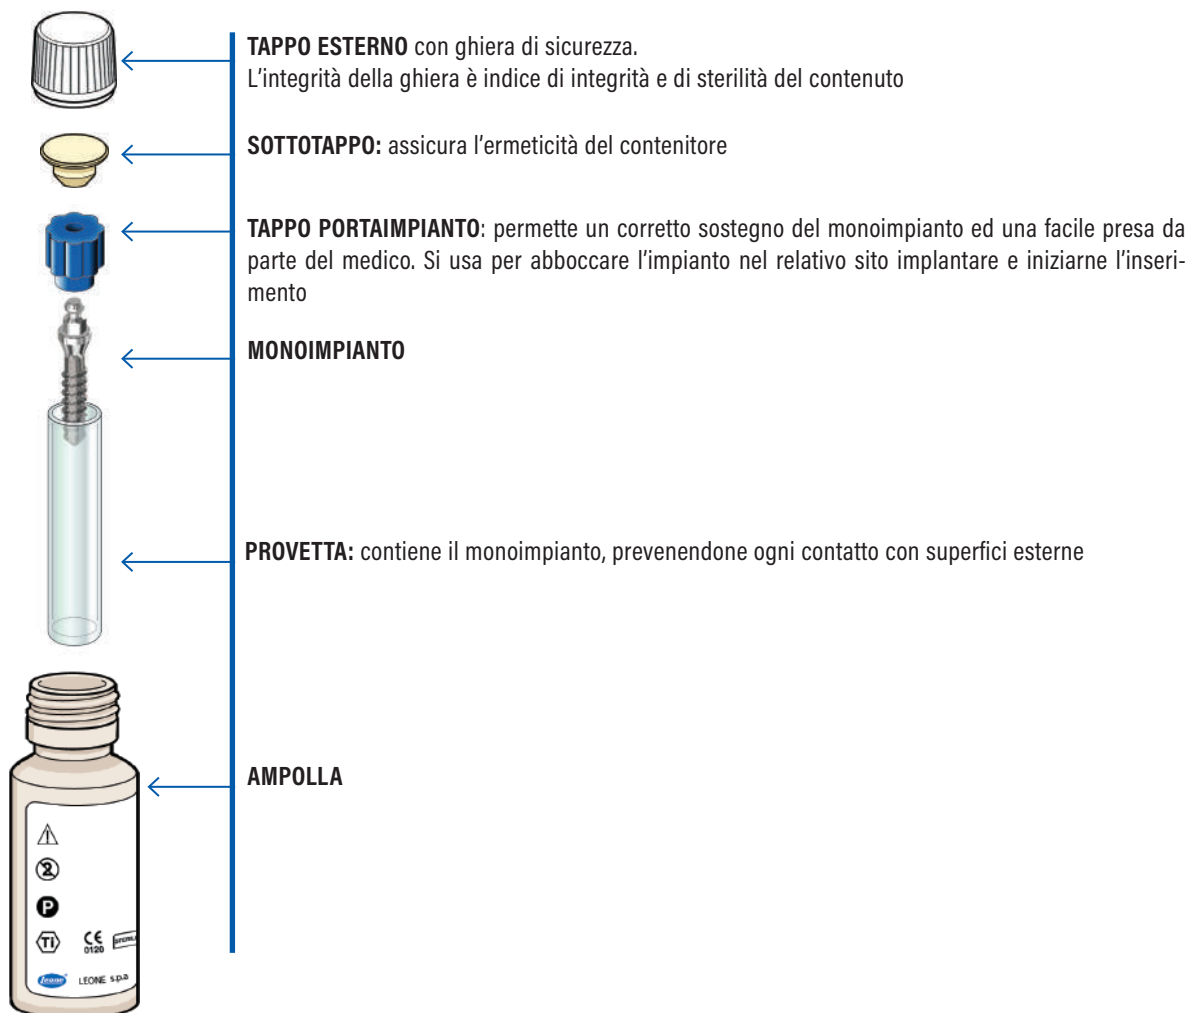 TAPPO ESTERNO con ghiera di sicurezza.
L'integrità della ghiera è indice di integrità e di sterilità del contenuto
SOTTOTAPPO: assicura l'ermeticità del contenitore
TAPPO PORTAIMPIANTO: permette un corretto sostegno del monoimpianto ed una facile presa da
parte del medico. Si usa per abboccare l'impianto nel relativo sito implantare e iniziarne l'inseri-
mento
MONOIMPIANTO
PROVETTA: contiene il monoimpianto, prevenendone ogni contatto con superfici esterne
AMPOLLA
2
P
Ti
CE
0120
Leone
LEONE s.p.a